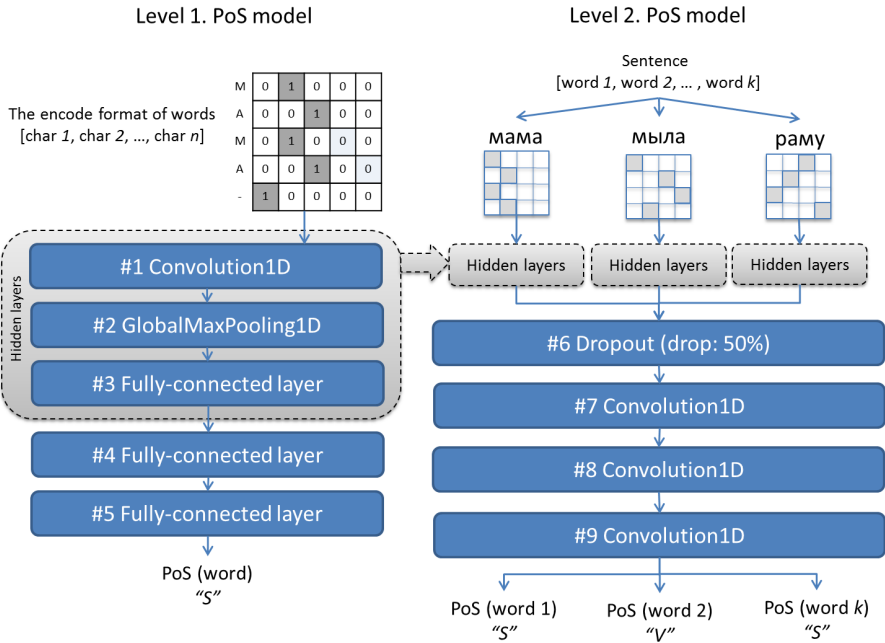 Level 1. PoS model
The encode format of words
[char 1, char 2, ..., char n]
М 0 1 0 0 0
А 0 0 1 0 0
М 0 1 0 0 0
А 0 0 1 0 0
- 1 0 0 0 0
Hidden layers
#1 Convolution1D
#2 GlobalMaxPooling1D
#3 Fully-connected layer
#4 Fully-connected layer
#5 Fully-connected layer
PoS (word)
“S”
Level 2. PoS model
Sentence
[word 1, word 2, ... , word k]
мама мыла раму
Hidden layers Hidden layers Hidden layers
#6 Dropout (drop: 50%)
#7 Convolution1D
#8 Convolution1D
#9 Convolution1D
PoS (word 1) PoS (word 2) PoS (word k)
“S” “V” “S”